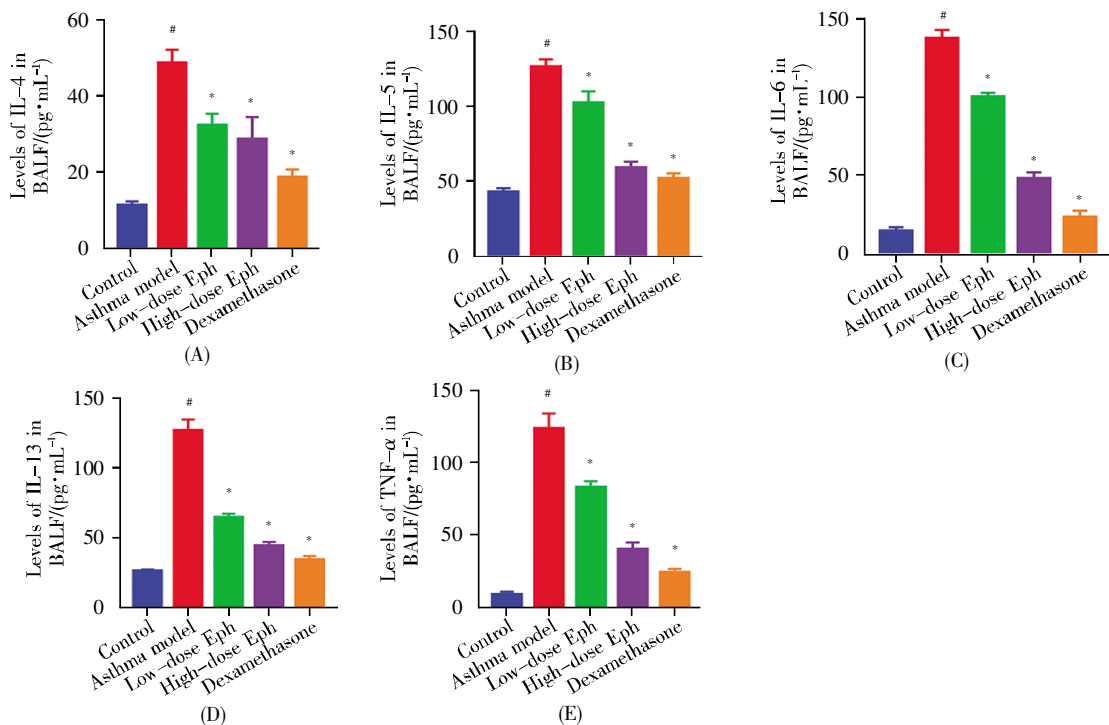 Levels of IL-4 in
BALF/(pg•mL⁻¹)
60
40
20
0
#
*
*
*
Control
Asthma model
Low-dose Eph
High-dose Eph
Dexamethasone
(A)
Levels of IL-5 in
BALF/(pg•mL⁻¹)
150
100
50
0
#
*
*
*
Control
Asthma model
Low-dose Eph
High-dose Eph
Dexamethasone
(B)
Levels of IL-6 in
BALF/(pg•mL⁻¹)
150
100
50
0
#
*
*
*
Control
Asthma model
Low-dose Eph
High-dose Eph
Dexamethasone
(C)
Levels of IL-13 in
BALF/(pg•mL⁻¹)
150
100
50
0
#
*
*
*
Control
Asthma model
Low-dose Eph
High-dose Eph
Dexamethasone
(D)
Levels of TNF-α in
BALF/(pg•mL⁻¹)
150
100
50
0
#
*
*
*
Control
Asthma model
Low-dose Eph
High-dose Eph
Dexamethasone
(E)